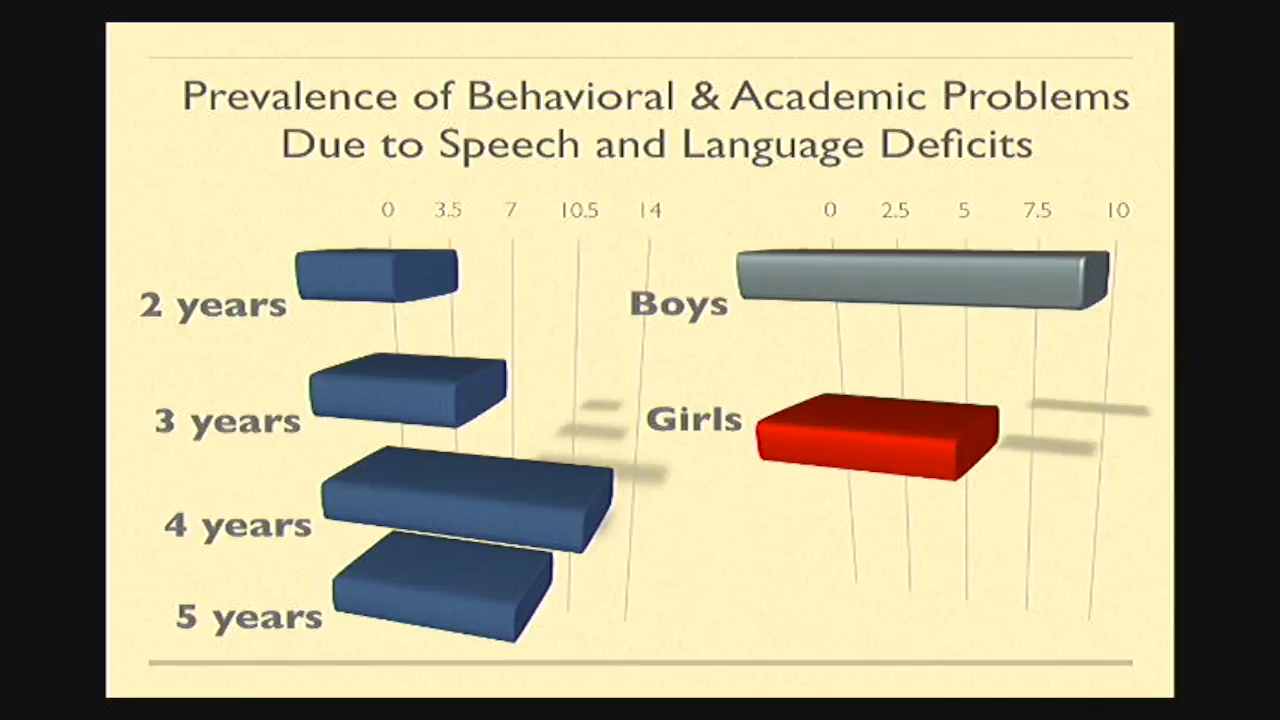 Prevalence of Behavioral & Academic Problems
Due to Speech and Language Deficits
0 3.5 7 10.5 14
2 years
3 years
4 years
5 years
0 2.5 5 7.5 10
Boys
Girls